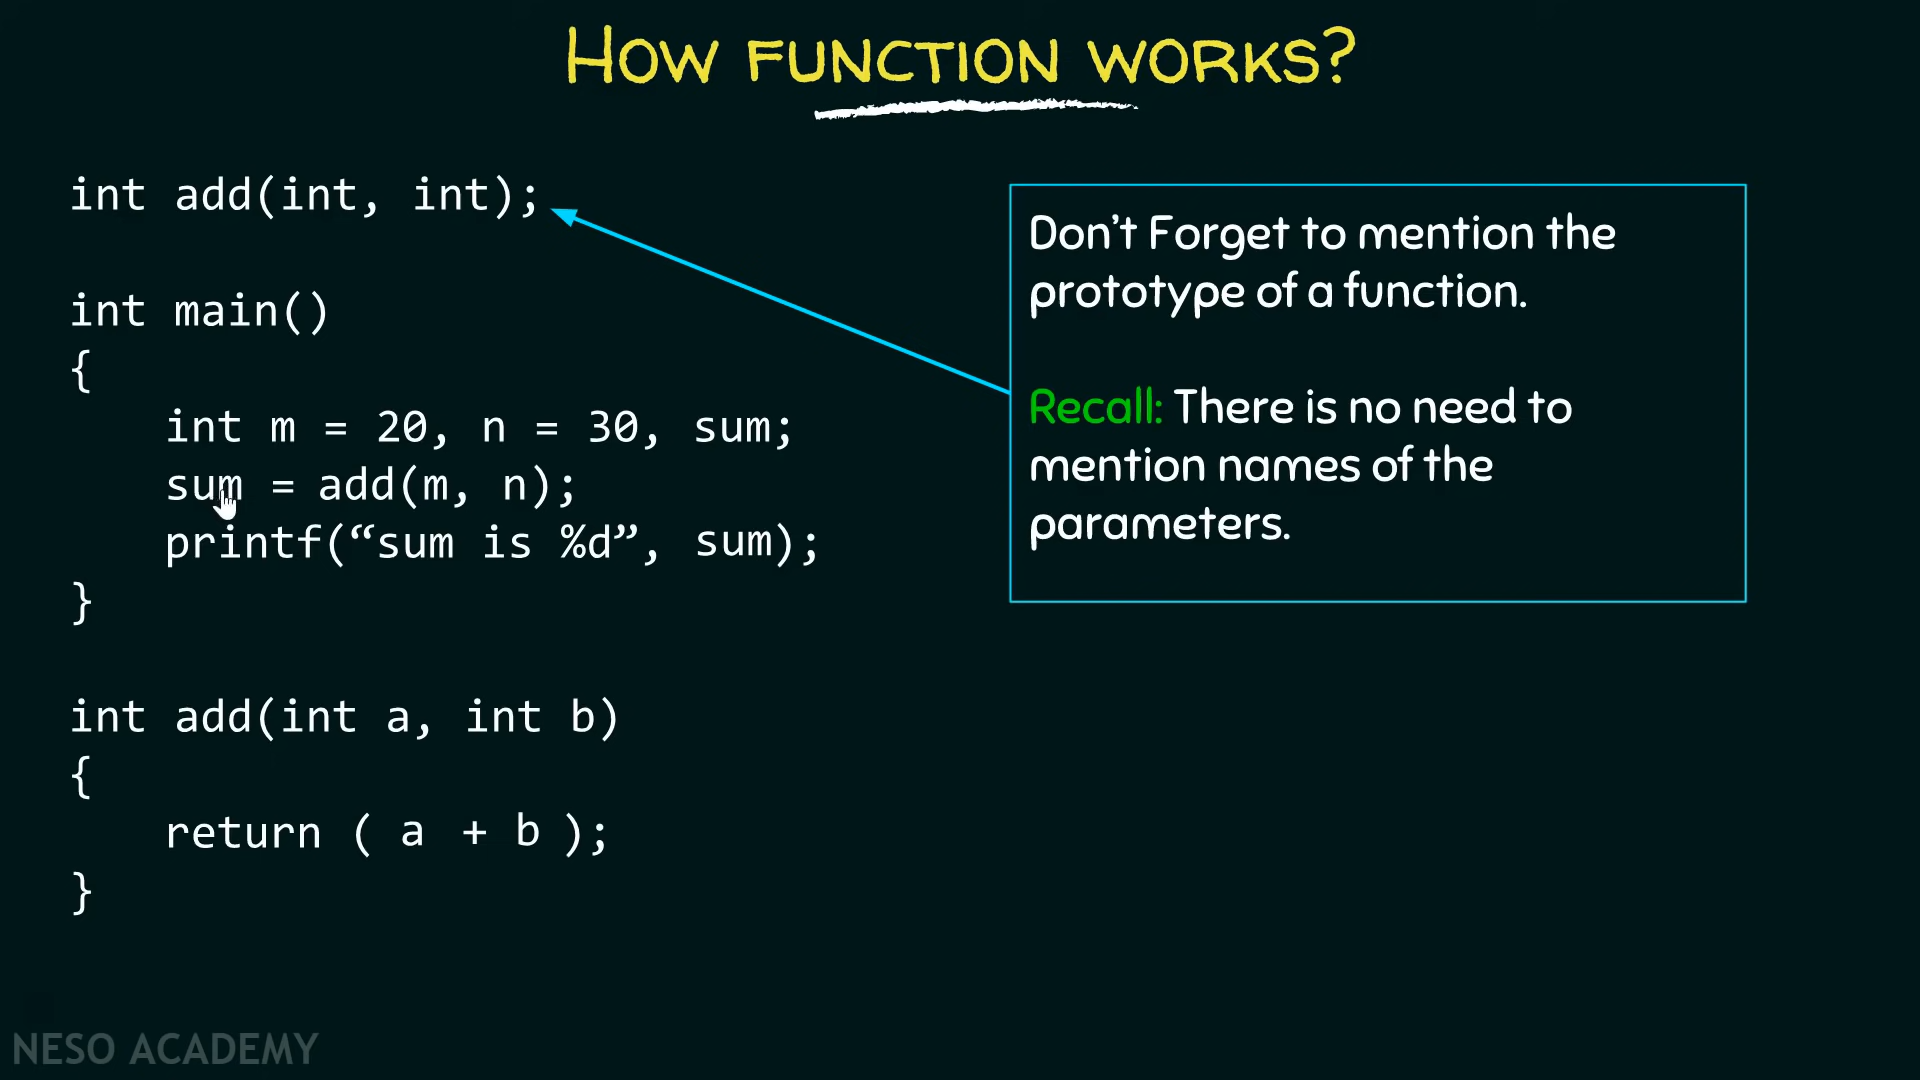 HOW FUNCTION WORKS?
int add(int, int);
int main()
{
int m = 20, n = 30, sum;
sum = add(m, n);
printf(“sum is %d”, sum);
}
int add(int a, int b)
{
return ( a + b );
}
Don’t Forget to mention the
prototype of a function.
Recall: There is no need to
mention names of the
parameters.
NESO ACADEMY